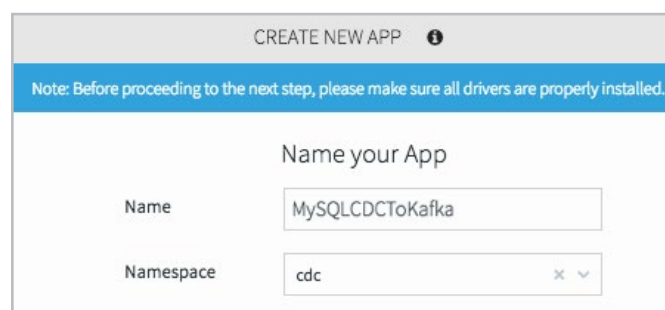 CREATE NEW APP
Note: Before proceeding to the next step, please make sure all drivers are properly installed.
Name your App
Name MySQLCDCToKafka
Namespace cdc